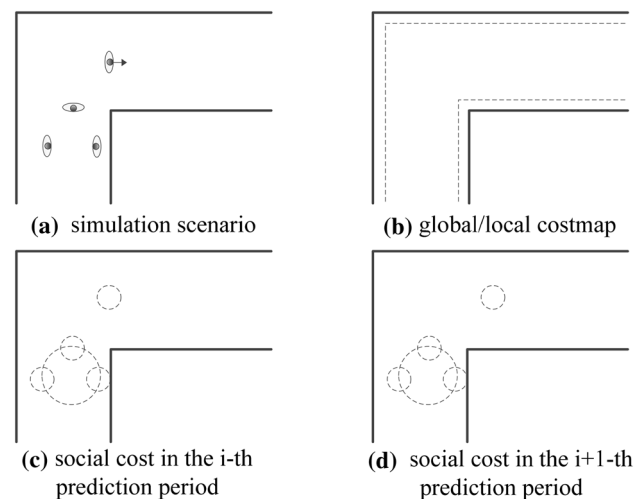 (a) simulation scenario
(b) global/local costmap
(c) social cost in the i-th
prediction period
(d) social cost in the i+1-th
prediction period